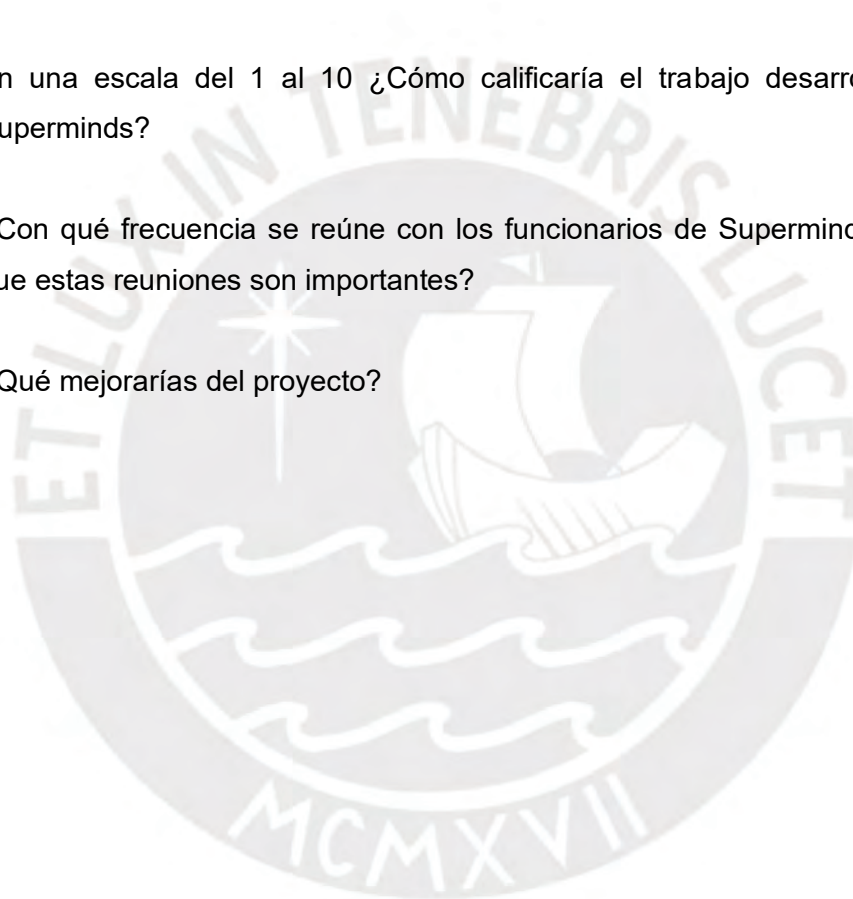 n una escala del 1 al 10 ¿Cómo calificaría el trabajo desarro
uperminds?
Con qué frecuencia se reúne con los funcionarios de Supermind
ue estas reuniones son importantes?
Qué mejorarías del proyecto?
ET LUX IN TENEBRIS LUCET
MCMXVII